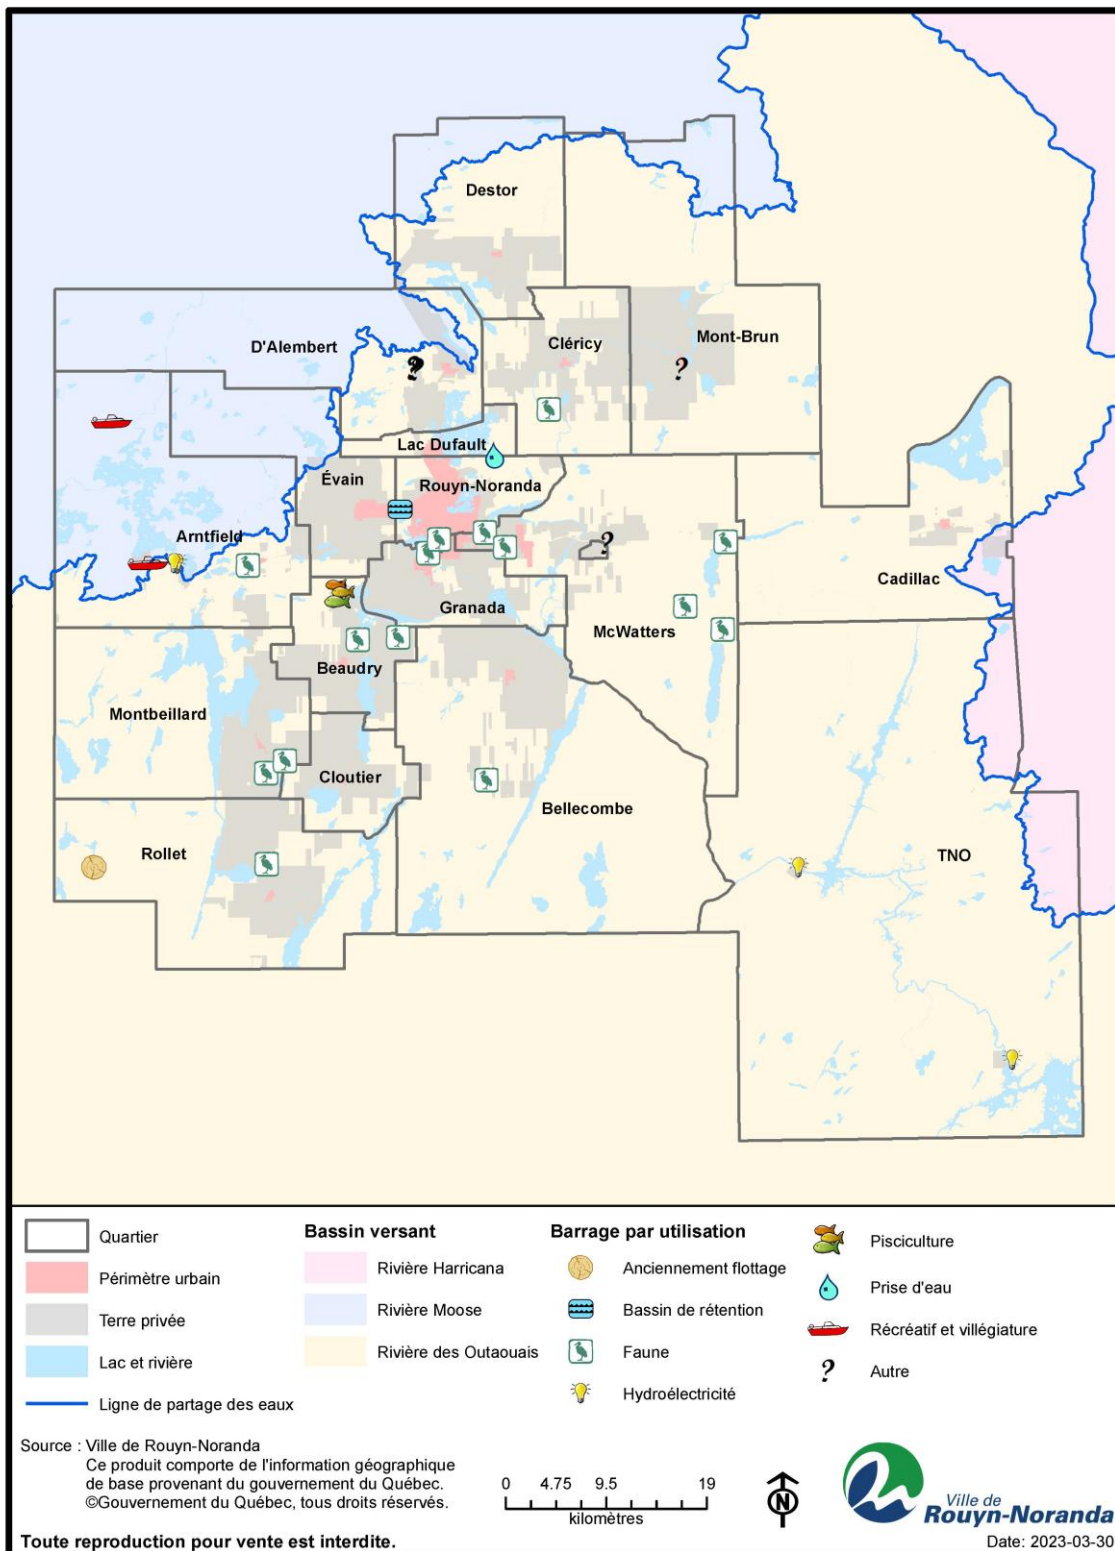 Destor
D'Alembert
Cléricy
Mont-Brun
?
?
Lac Dufault
Évain
Rouyn-Noranda
Arntfield
?
Cadillac
Granada
McWatters
Beaudry
Montbeillard
Cloutier
Bellecombe
Rollet
TNO
Quartier
Périmètre urbain
Terre privée
Lac et rivière
Ligne de partage des eaux
Bassin versant
Rivière Harricana
Rivière Moose
Rivière des Outaouais
Barrage par utilisation
Anciennement flottage
Bassin de rétention
Faune
Hydroélectricité
Pisciculture
Prise d'eau
Récréatif et villégiature
? Autre
Source : Ville de Rouyn-Noranda
Ce produit comporte de l'information géographique
de base provenant du gouvernement du Québec.
©Gouvernement du Québec, tous droits réservés.
Toute reproduction pour vente est interdite.
0 4.75 9.5 19
kilomètres
N
Ville de
Rouyn-Noranda
Date: 2023-03-30